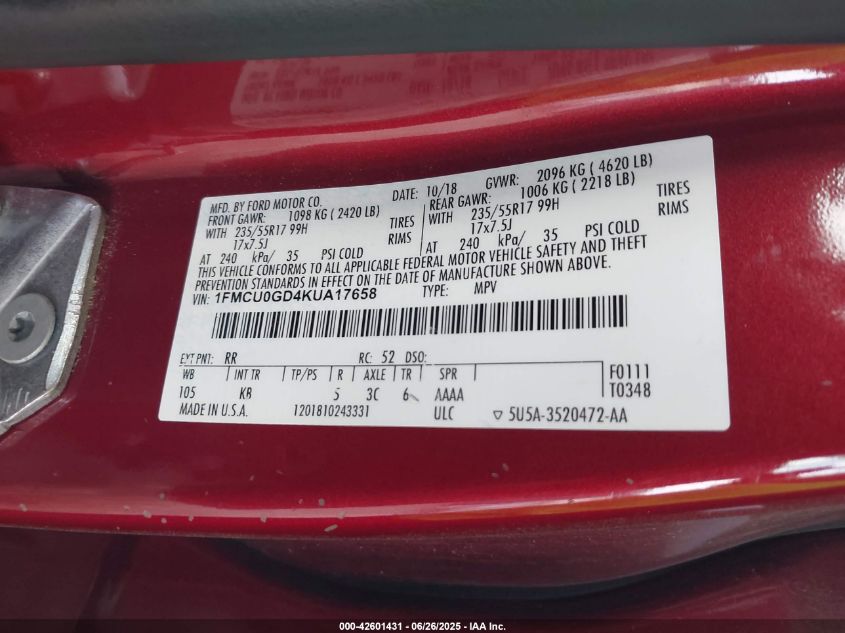 MFD. BY FORD MOTOR CO.
DATE: 10/18 GVWR: 2096 KG ( 4620 LB)
FRONT GAWR: 1098 KG ( 2420 LB)
REAR GAWR: 1006 KG ( 2218 LB)
WITH 235/55R17 99H TIRES
17x7.5J RIMS
AT 240 kPa/ 35 PSI COLD
WITH 235/55R17 99H TIRES
17x7.5J RIMS
AT 240 kPa/ 35 PSI COLD
THIS VEHICLE CONFORMS TO ALL APPLICABLE FEDERAL MOTOR VEHICLE SAFETY AND THEFT
PREVENTION STANDARDS IN EFFECT ON THE DATE OF MANUFACTURE SHOWN ABOVE.
VIN: 1FMCU0GD4KUA17658 TYPE: MPV
EXT PNT: RR RC: 52 DSO:
WB INT TR TP/PS R AXLE TR SPR
105 KB 5 3C 6 AAAA
F0111
T0348
MADE IN U.S.A. 1201810243331 ULC ▽ 5U5A-3520472-AA
000-42601431 | 06/26/2025 - IAA Inc.